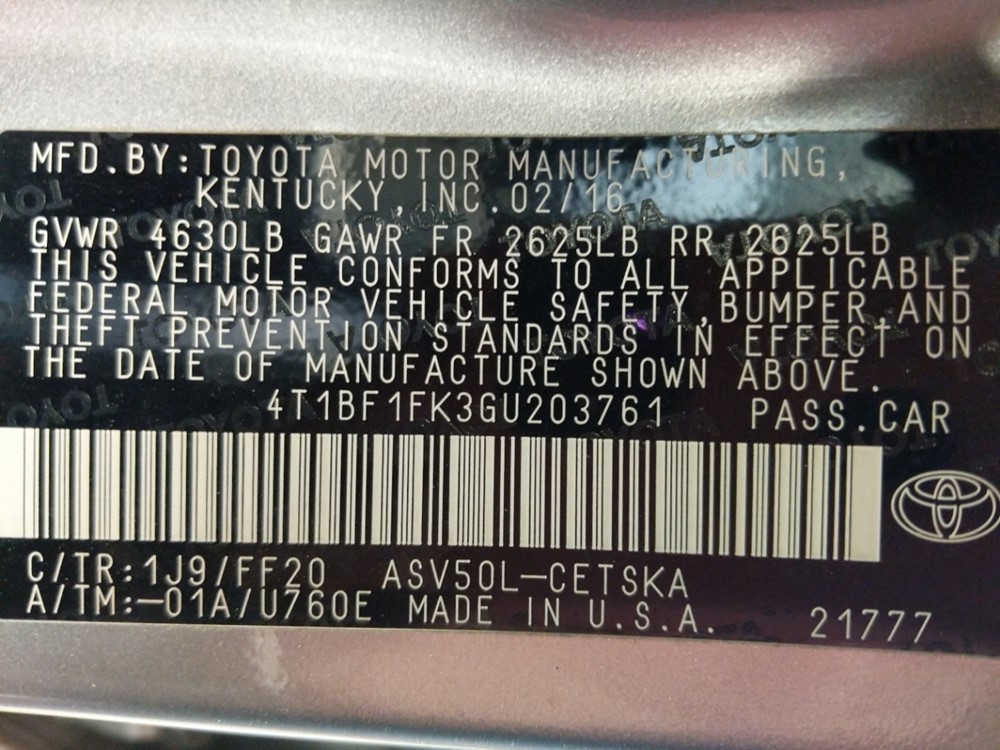 MFD.BY:TOYOTA MOTOR MANUFACTURING,
KENTUCKY, INC. 02/16
GVWR 4630LB GAWR FR 2625LB RR 2625LB
THIS VEHICLE CONFORMS TO ALL APPLICABLE
FEDERAL MOTOR VEHICLE SAFETY,BUMPER,AND
THEFT PREVENTION STANDARDS IN EFFECT ON
THE DATE OF MANUFACTURE SHOWN ABOVE.
4T1BF1FK3GU203761 PASS.CAR
C/TR:1J9/FF20 ASV50L-CETSKA
A/TM:-01A/U760E MADE IN U.S.A. 21777